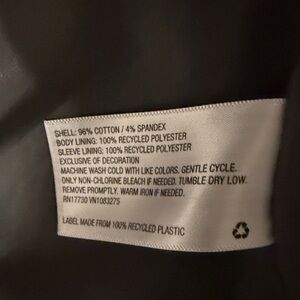 SHELL: 96% COTTON / 4% SPANDEX
BODY LINING: 100% RECYCLED POLYESTER
SLEEVE LINING: 100% RECYCLED POLYESTER
EXCLUSIVE OF DECORATION
MACHINE WASH COLD WITH LIKE COLORS. GENTLE CYCLE.
ONLY NON-CHLORINE BLEACH IF NEEDED. TUMBLE DRY LOW.
REMOVE PROMPTLY. WARM IRON IF NEEDED.
RN17730 VN1083275
LABEL MADE FROM 100% RECYCLED PLASTIC